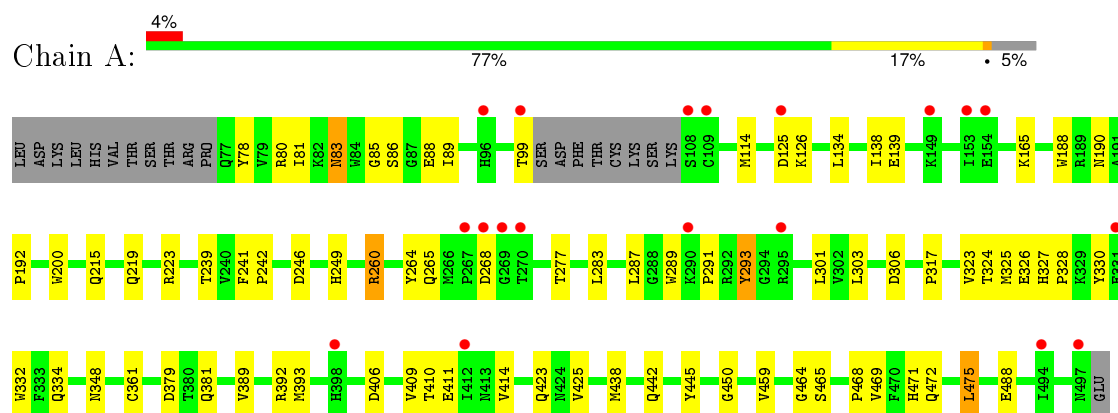 4%
Chain A:
77% 17% • 5%
LEU ASP LYS LEU HIS VAL THR SER THR ARG PRO Q77 Y78 V79 R80 I81 K82 N83 W84 G85 S86 G87 E88 I89 H96 T99 SER ASP PHE THR CYS LYS LYS SER LYS S108 C109 M114 D125 K126 L134 I138 E139 K149 I153 E154 K165 W188 R189 N190 A191
P192 W200 Q215 Q219 R223 T239 V240 F241 P242 D246 H249 R260 Y264 Q265 M266 P267 D268 G269 T270 T277 L283 L287 G288 W289 K290 P291 R292 Y293 G294 R295 L301 V302 L303 D306 P317 V323 T324 M325 E326 H327 P328 K329 Y330
W332 F333 Q334 N348 C361 D379 T380 Q381 V389 R392 M393 H398 D406 V409 T410 E411 I412 N413 V414 Q423 N424 V425 M438 Q442 Y445 G450 V459 G464 S465 P468 V469 F470 H471 Q472 L475 E488 I494 N497 GLU